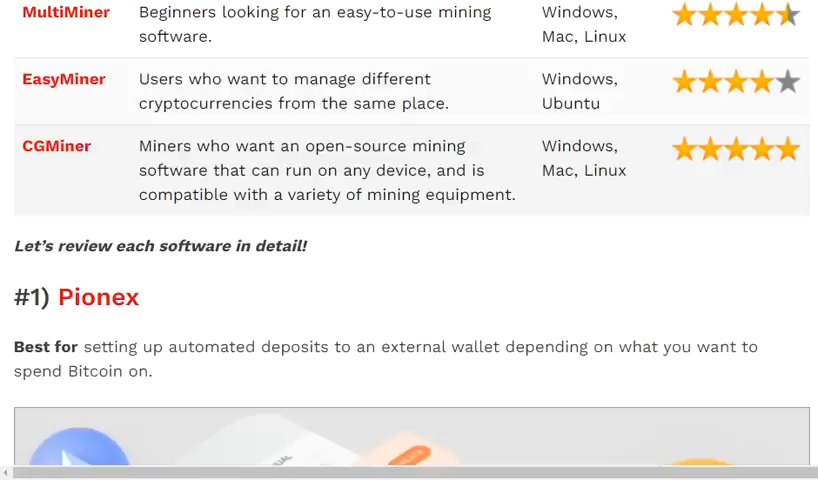 MultiMiner Beginners looking for an easy-to-use mining Windows,
software. Mac, Linux
EasyMiner Users who want to manage different Windows,
cryptocurrencies from the same place. Ubuntu
CGMiner Miners who want an open-source mining Windows,
software that can run on any device, and is Mac, Linux
compatible with a variety of mining equipment.
Let’s review each software in detail!
#1) Pionex
Best for setting up automated deposits to an external wallet depending on what you want to
spend Bitcoin on.